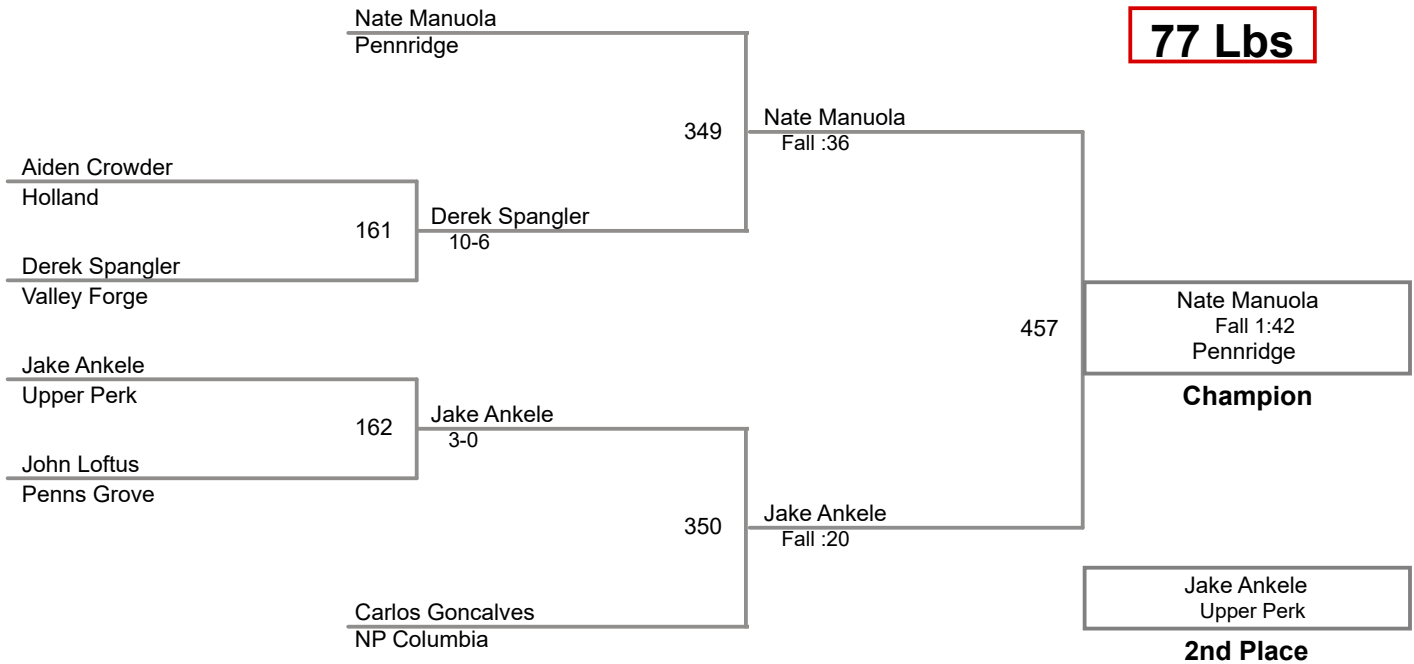 Nate Manuola
Pennridge
77 Lbs
349
Nate Manuola
Fall :36
Aiden Crowder
Holland
161
Derek Spangler
10-6
Derek Spangler
Valley Forge
457
Nate Manuola
Fall 1:42
Pennridge
Champion
Jake Ankele
Upper Perk
162
Jake Ankele
3-0
John Loftus
Penns Grove
350
Jake Ankele
Fall :20
Carlos Goncalves
NP Columbia
Jake Ankele
Upper Perk
2nd Place